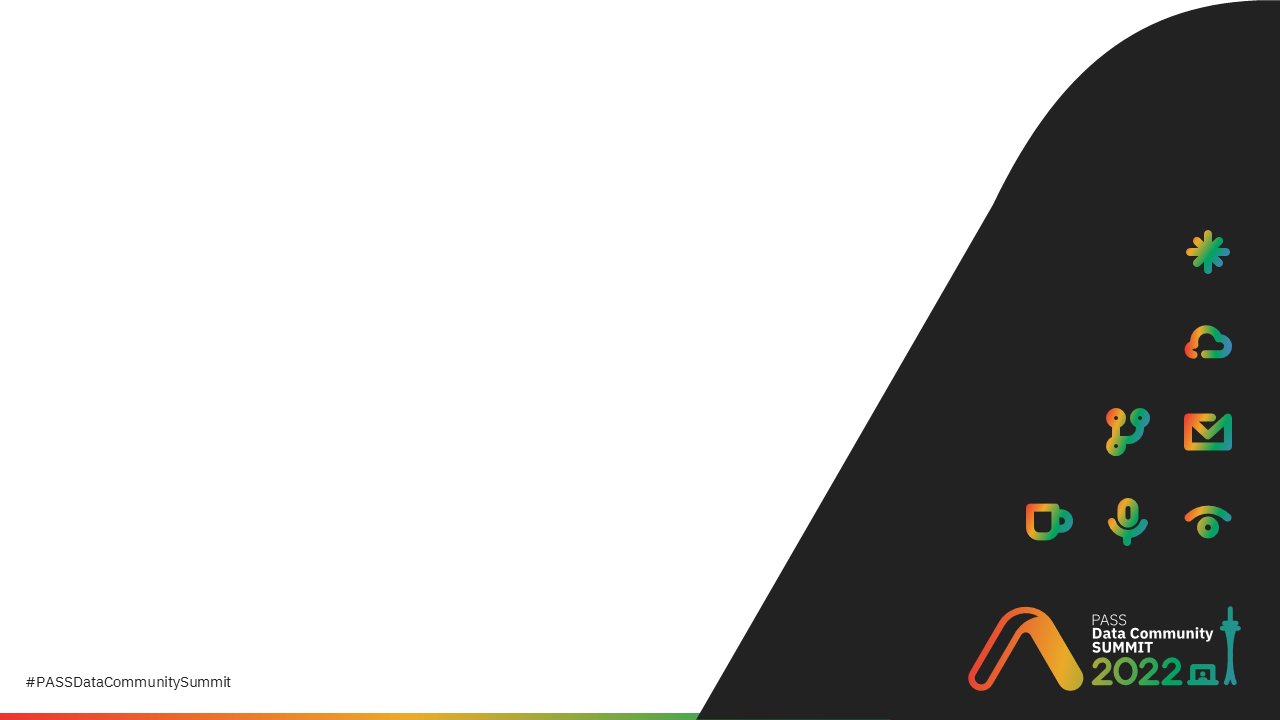 PASS
Data Community
SUMMIT
2022
#PASSDataCommunitySummit